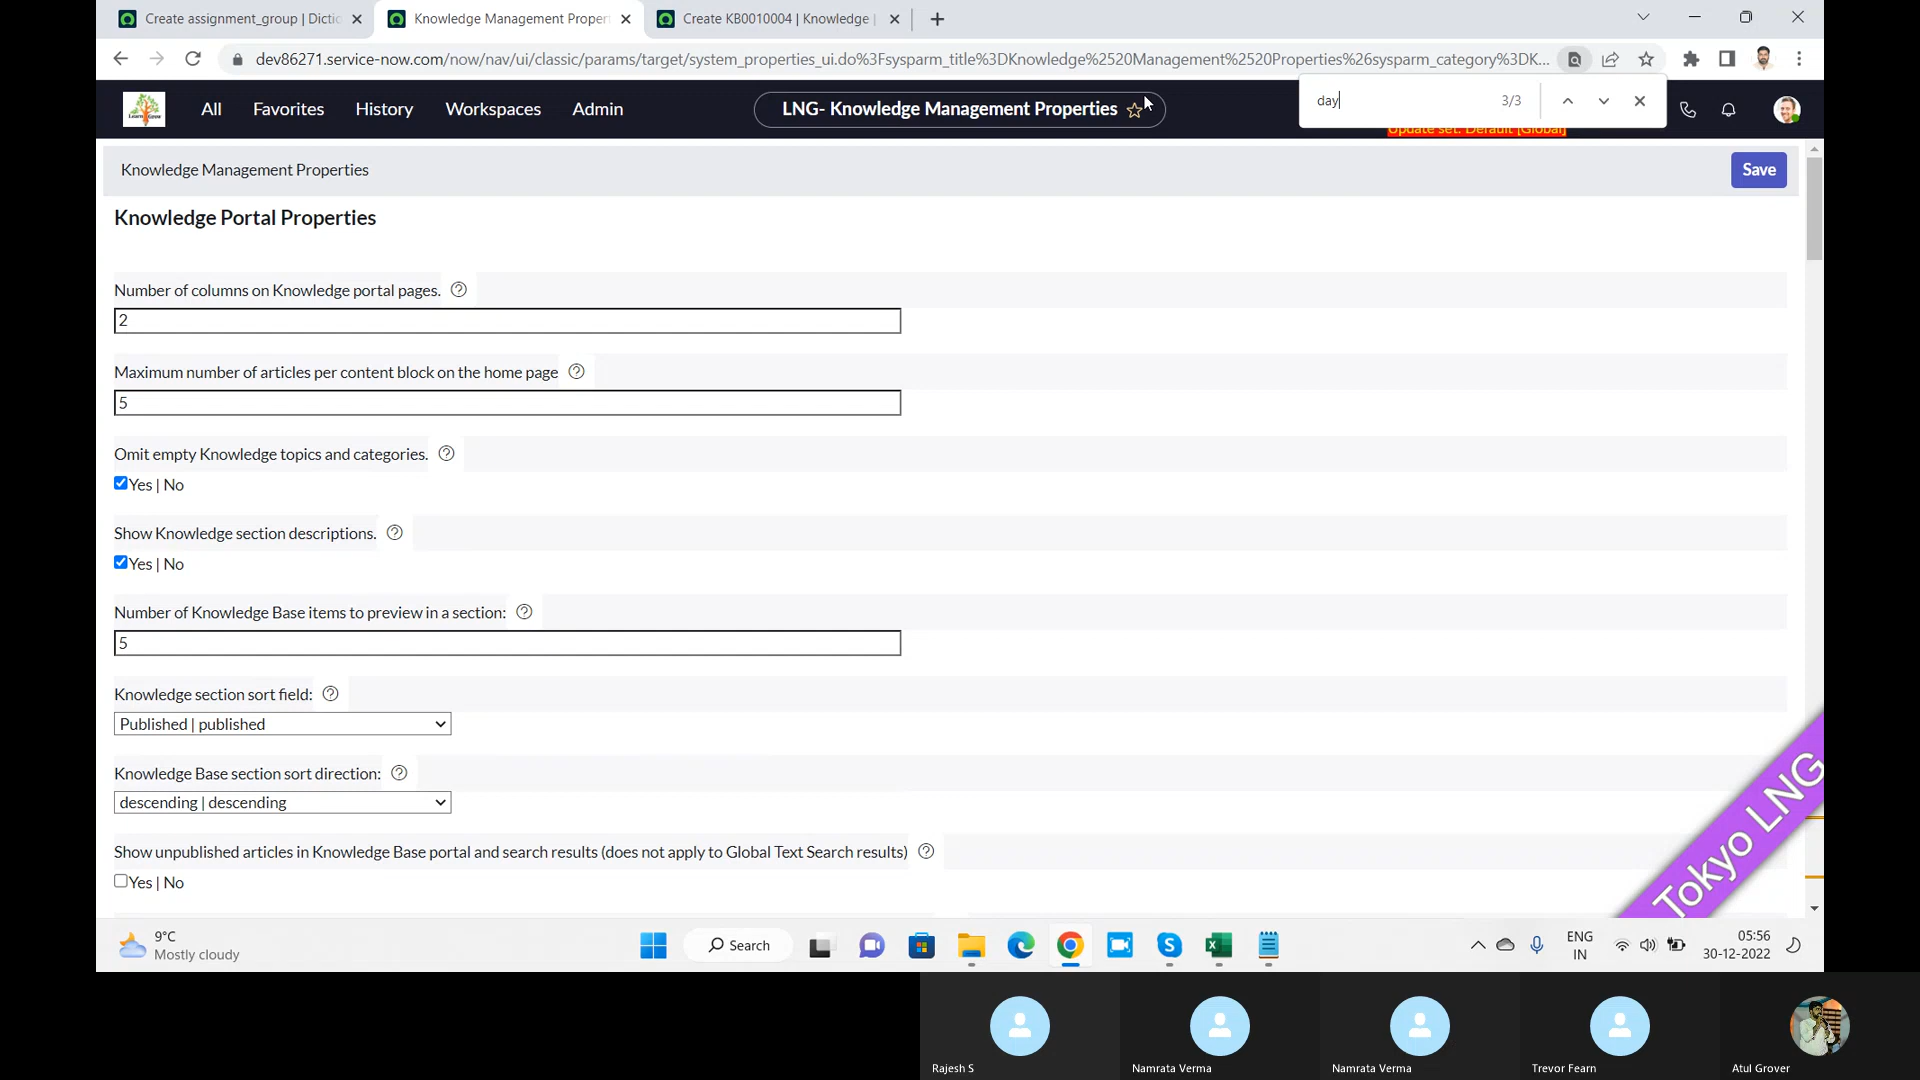 Create assignment_group | Dictio
Knowledge Management Proper
Create KB0010004 | Knowledge |
dev86271.service-now.com/now/nav/ui/classic/params/target/system_properties_ui.do%3Fsysparm_title%3DKnowledge%2520Management%2520Properties%26sysparm_category%3DK...
day
3/3
All
Favorites
History
Workspaces
Admin
LNG- Knowledge Management Properties
Update set: Default [Global]
Knowledge Management Properties
Save
Knowledge Portal Properties
Number of columns on Knowledge portal pages.
2
Maximum number of articles per content block on the home page
5
Omit empty Knowledge topics and categories.
Yes | No
Show Knowledge section descriptions.
Yes | No
Number of Knowledge Base items to preview in a section:
5
Knowledge section sort field:
Published | published
Knowledge Base section sort direction:
descending | descending
Show unpublished articles in Knowledge Base portal and search results (does not apply to Global Text Search results)
Yes | No
Tokyo LNG
9°C
Mostly cloudy
Search
ENG
IN
05:56
30-12-2022
Rajesh S
Namrata Verma
Namrata Verma
Trevor Fearn
Atul Grover